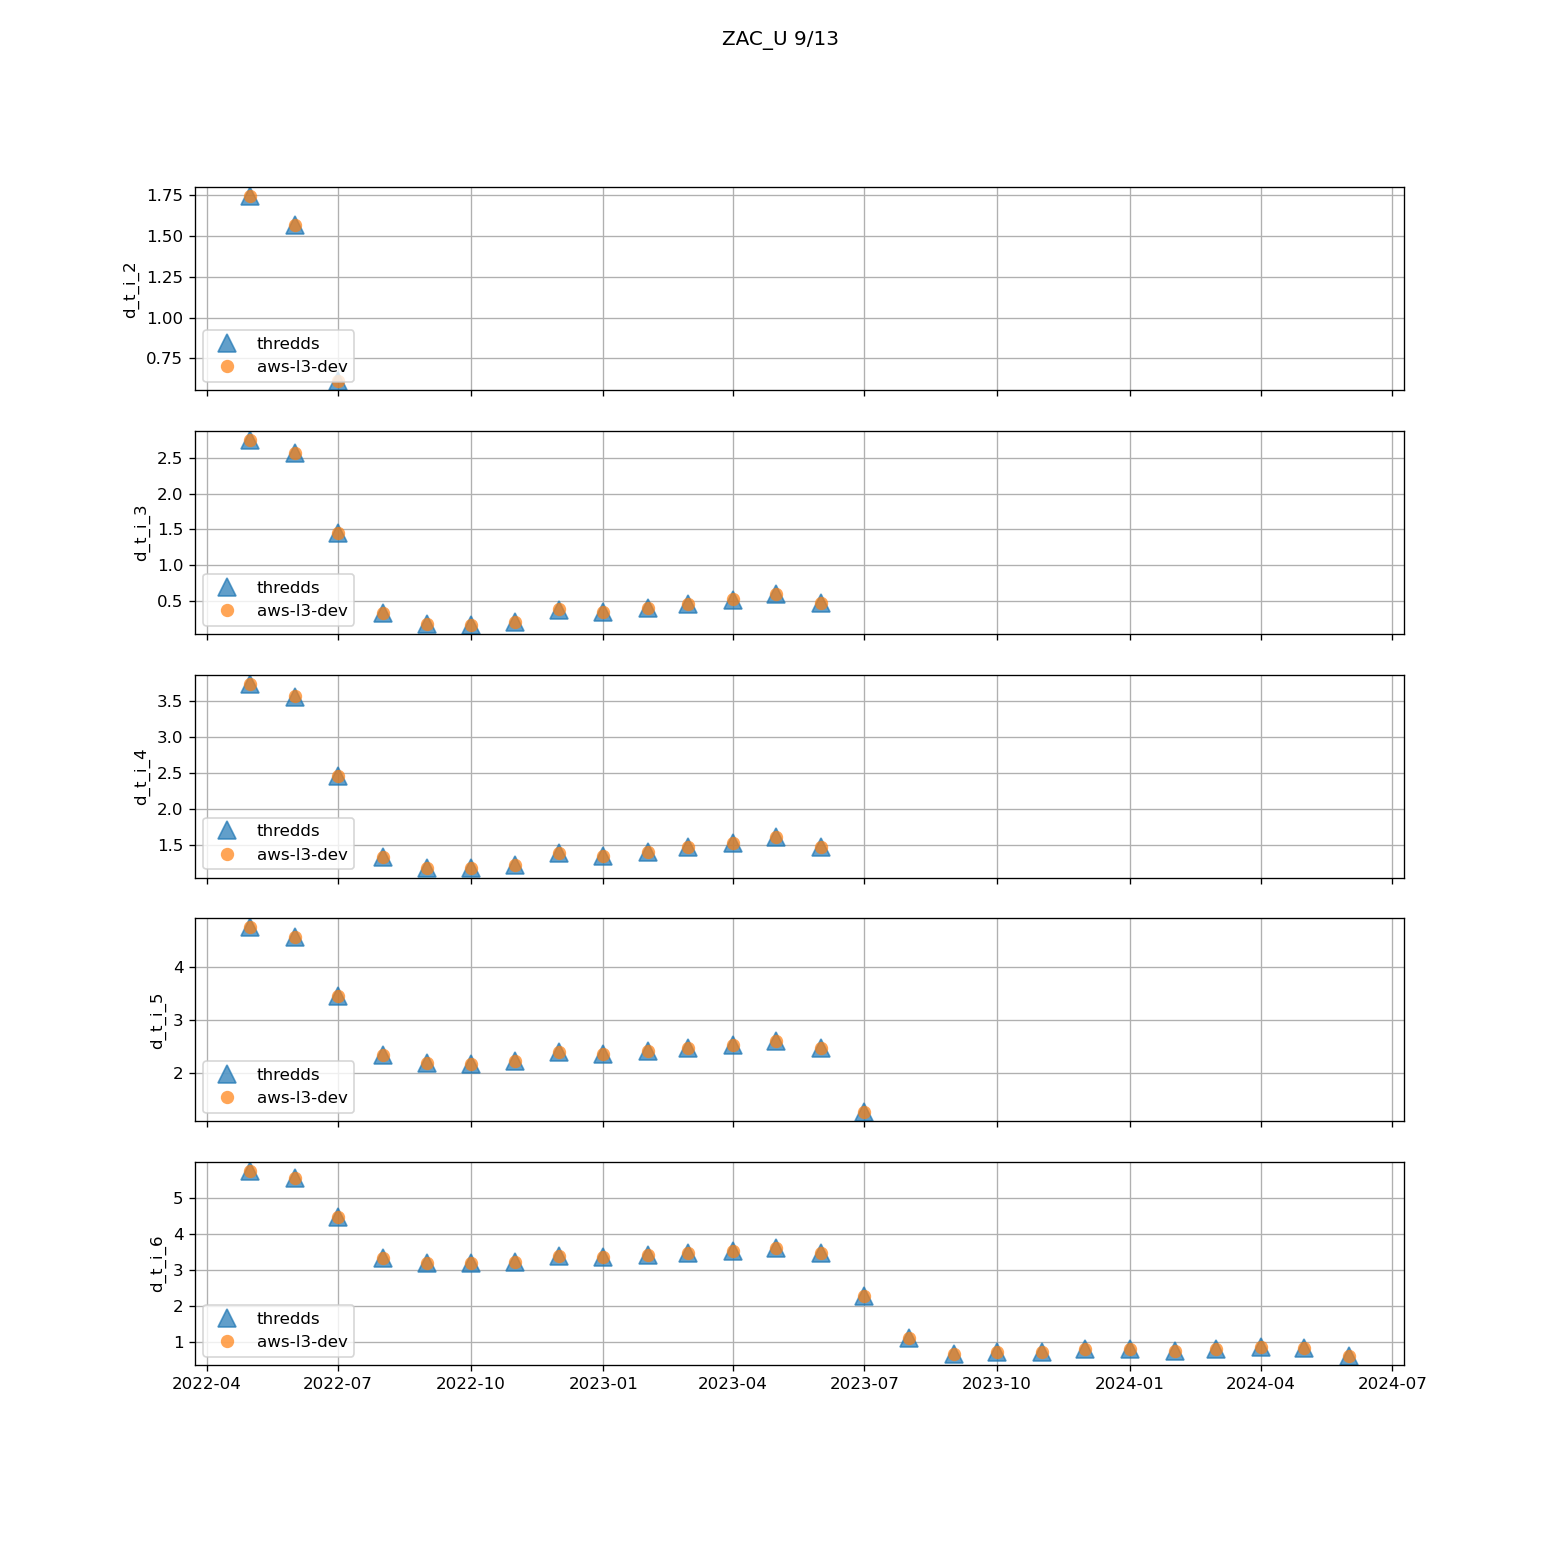 ZAC_U 9/13
1.75
1.50
1.25
1.00
0.75
d_t_i_2
thredds
aws-l3-dev
2.5
2.0
1.5
1.0
0.5
d_t_i_3
thredds
aws-l3-dev
3.5
3.0
2.5
2.0
1.5
d_t_i_4
thredds
aws-l3-dev
4
3
2
d_t_i_5
thredds
aws-l3-dev
5
4
3
2
1
d_t_i_6
thredds
aws-l3-dev
2022-04 2022-07 2022-10 2023-01 2023-04 2023-07 2023-10 2024-01 2024-04 2024-07